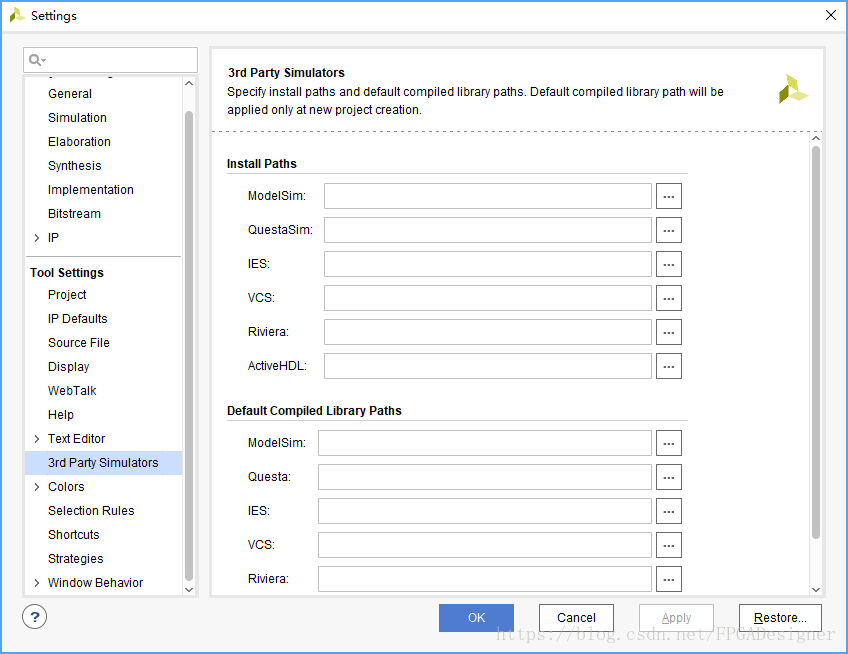 Settings
General
Simulation
Elaboration
Synthesis
Implementation
Bitstream
IP
Tool Settings
Project
IP Defaults
Source File
Display
WebTalk
Help
Text Editor
3rd Party Simulators
Colors
Selection Rules
Shortcuts
Strategies
Window Behavior
3rd Party Simulators
Specify install paths and default compiled library paths. Default compiled library path will be
applied only at new project creation.
Install Paths
ModelSim: ...
QuestaSim: ...
IES: ...
VCS: ...
Riviera: ...
ActiveHDL: ...
Default Compiled Library Paths
ModelSim: ...
Questa: ...
IES: ...
VCS: ...
Riviera: ...
? OK Cancel Apply Restore...
https://blog.csdn.net/FPGADesigner